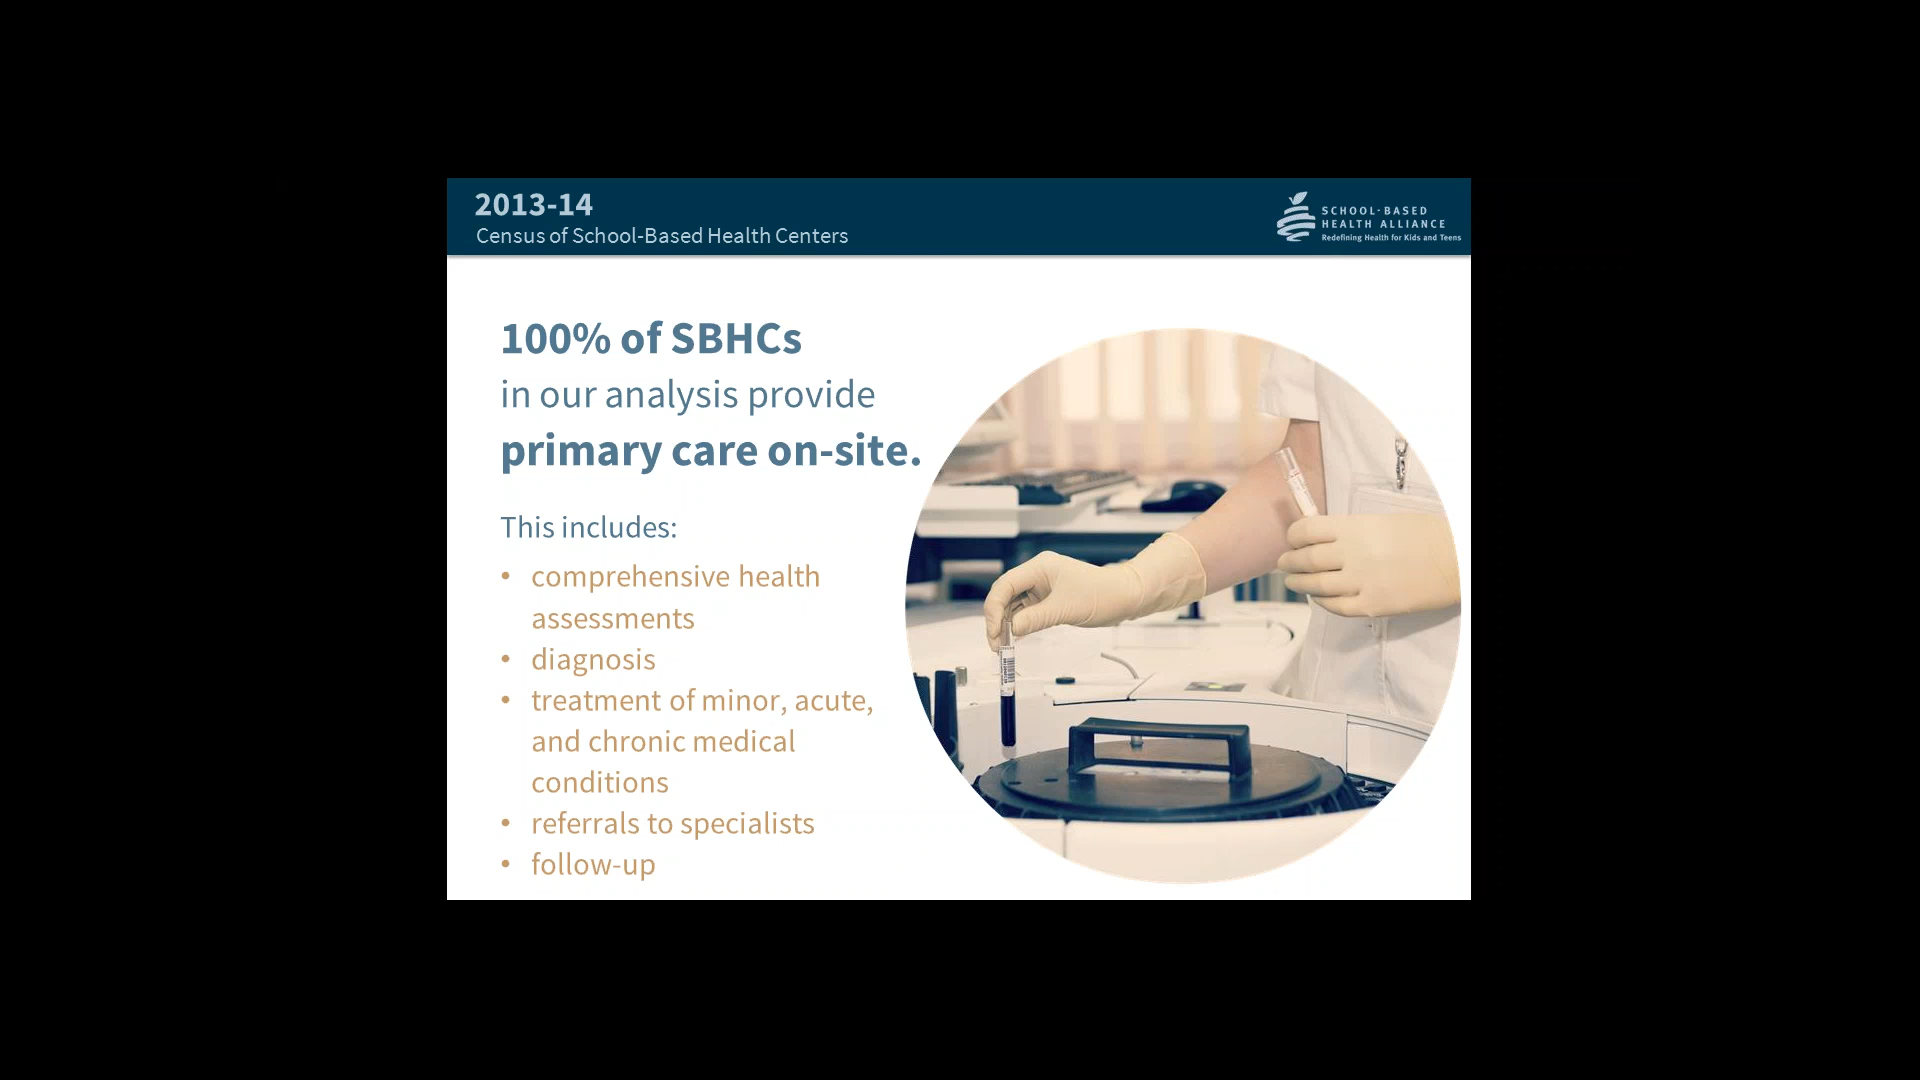 2013-14
Census of School-Based Health Centers
SCHOOL-BASED
HEALTH ALLIANCE
Redefining Health for Kids and Teens
100% of SBHCs
in our analysis provide
primary care on-site.
This includes:
• comprehensive health
assessments
• diagnosis
• treatment of minor, acute,
and chronic medical
conditions
• referrals to specialists
• follow-up